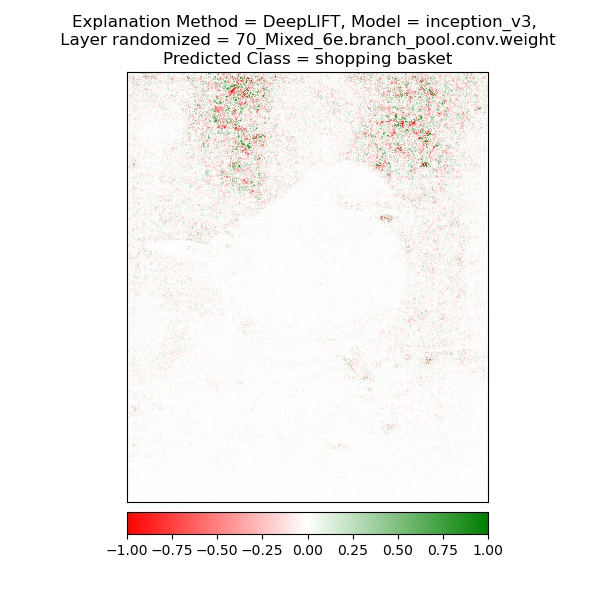 Explanation Method = DeepLIFT, Model = inception_v3,
Layer randomized = 70_Mixed_6e.branch_pool.conv.weight
Predicted Class = shopping basket
−1.00 −0.75 −0.50 −0.25 0.00 0.25 0.50 0.75 1.00